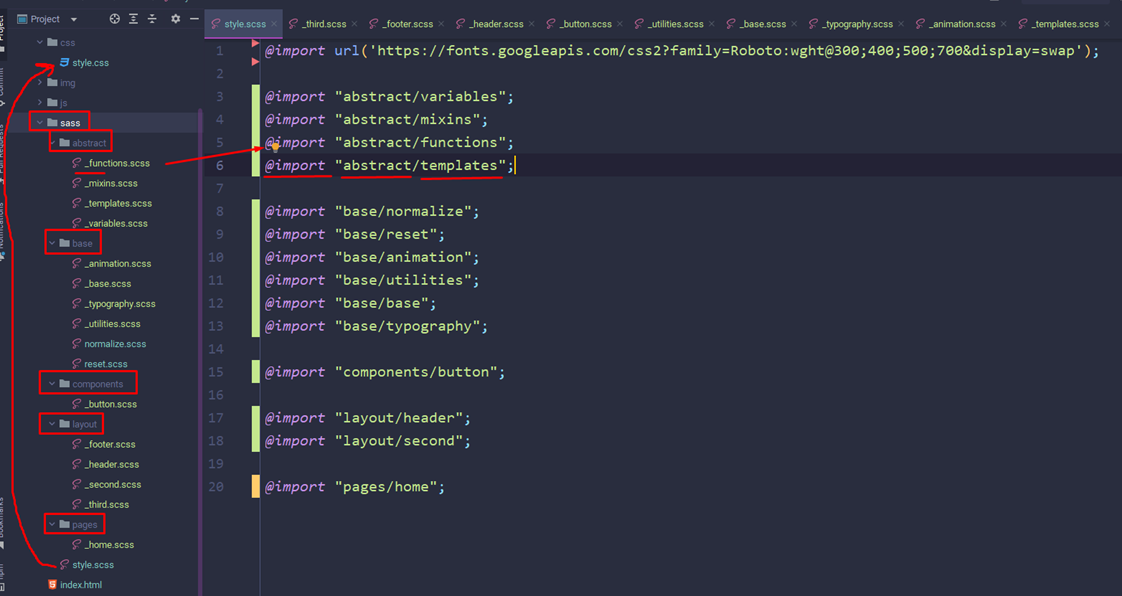 Project
style.scss
_third.scss
_footer.scss
_header.scss
_button.scss
_utilities.scss
_base.scss
_typography.scss
_animation.scss
_templates.scss
css
style.css
img
js
sass
abstract
_functions.scss
_mixins.scss
_templates.scss
_variables.scss
base
_animation.scss
_base.scss
_typography.scss
_utilities.scss
normalize.scss
reset.scss
components
_button.scss
layout
_footer.scss
_header.scss
_second.scss
_third.scss
pages
_home.scss
style.scss
index.html
1 @import url('https://fonts.googleapis.com/css2?family=Roboto:wght@300;400;500;700&display=swap');
2
3 @import "abstract/variables";
4 @import "abstract/mixins";
5 @import "abstract/functions";
6 @import "abstract/templates";
7
8 @import "base/normalize";
9 @import "base/reset";
10 @import "base/animation";
11 @import "base/utilities";
12 @import "base/base";
13 @import "base/typography";
14
15 @import "components/button";
16
17 @import "layout/header";
18 @import "layout/second";
19
20 @import "pages/home";